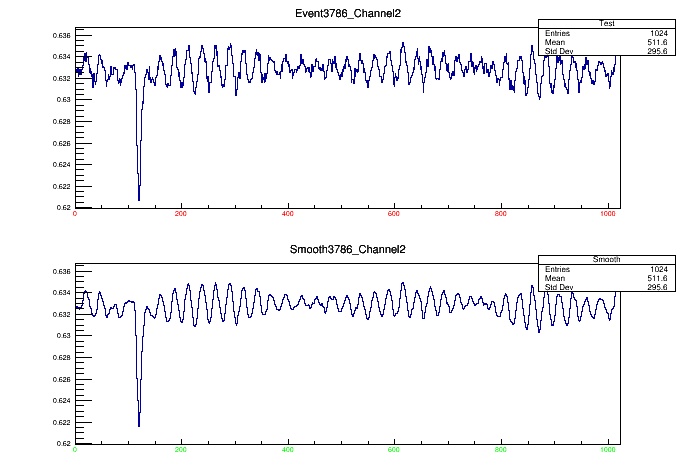 Event3786_Channel2
Test
Entries 1024
Mean 511.6
Std Dev 295.6
0.636
0.634
0.632
0.63
0.628
0.626
0.624
0.622
0.62
0 200 400 600 800 1000
Smooth3786_Channel2
Smooth
Entries 1024
Mean 511.6
Std Dev 295.6
0.636
0.634
0.632
0.63
0.628
0.626
0.624
0.622
0.62
0 200 400 600 800 1000